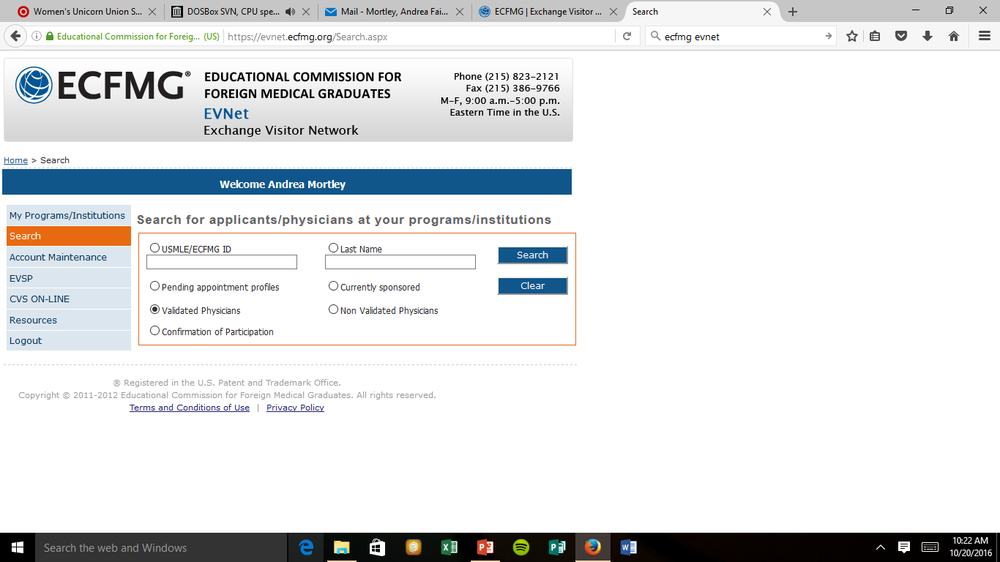 Women's Unicorn Union S...
DOSBox SVN, CPU spe...
Mail - Mortley, Andrea Fai...
ECFMG | Exchange Visitor ...
Search
Educational Commission for Foreig... (US)
https://evnet.ecfmg.org/Search.aspx
ecfmg evnet
ECFMG®
EDUCATIONAL COMMISSION FOR
FOREIGN MEDICAL GRADUATES
EVNet
Exchange Visitor Network
Phone (215) 823-2121
Fax (215) 386-9766
M-F, 9:00 a.m.-5:00 p.m.
Eastern Time in the U.S.
Home > Search
Welcome Andrea Mortley
My Programs/Institutions
Search
Account Maintenance
EVSP
CVS ON-LINE
Resources
Logout
Search for applicants/physicians at your programs/institutions
USMLE/ECFMG ID
Last Name
Search
Pending appointment profiles
Currently sponsored
Clear
Validated Physicians
Non Validated Physicians
Confirmation of Participation
® Registered in the U.S. Patent and Trademark Office.
Copyright © 2011-2012 Educational Commission for Foreign Medical Graduates. All rights reserved.
Terms and Conditions of Use | Privacy Policy
Search the web and Windows
10:22 AM
10/20/2016